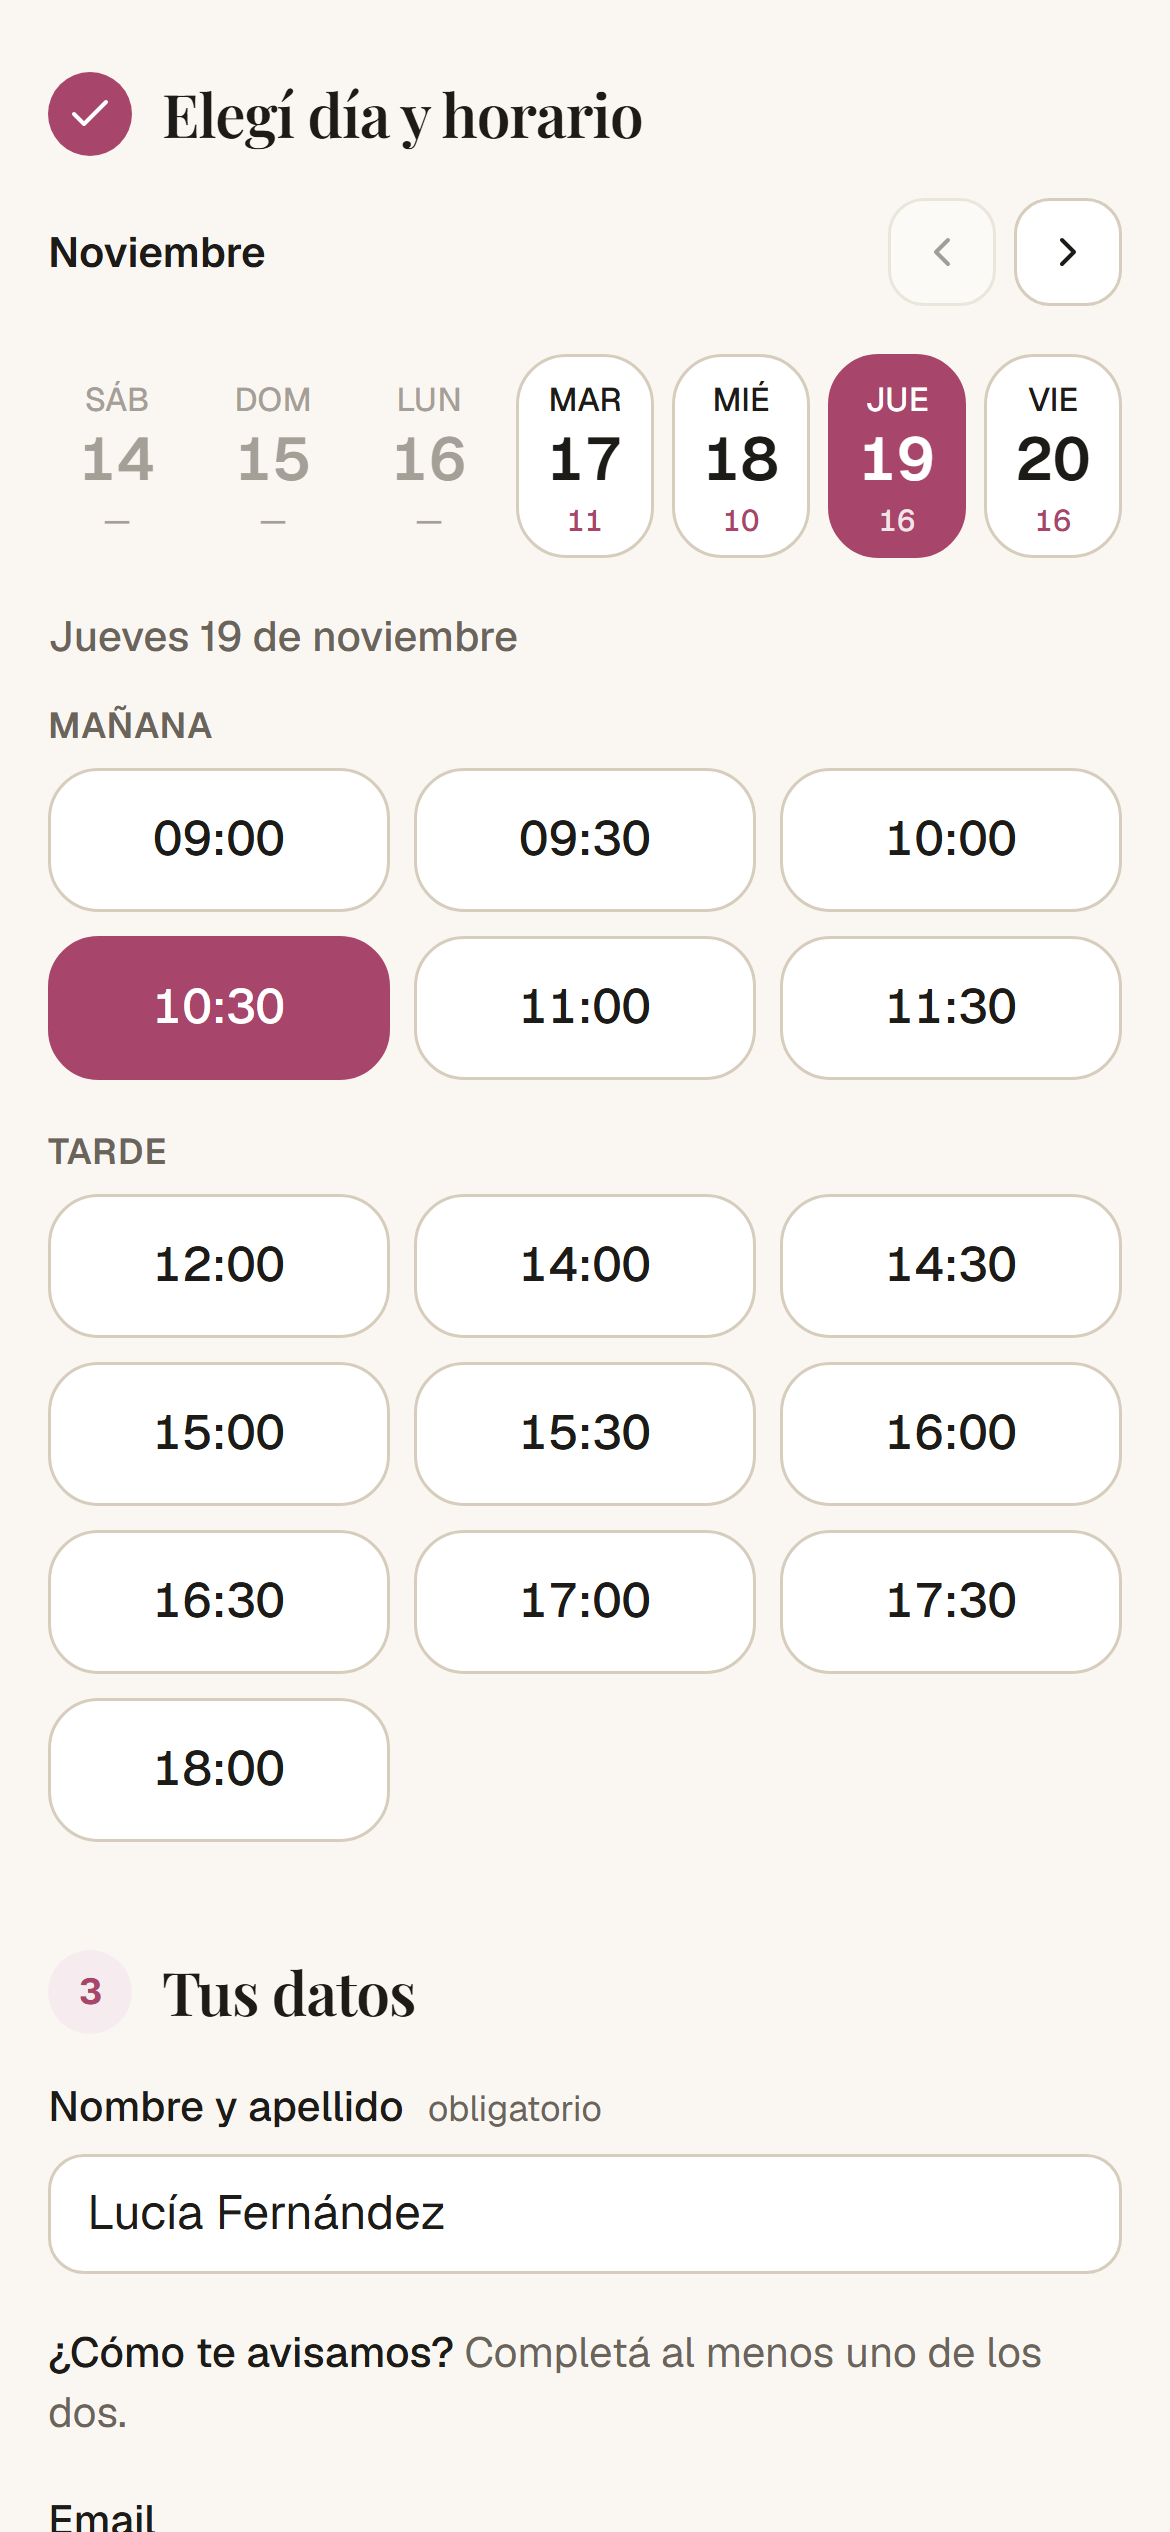 Elegí día y horario
Noviembre
SÁB DOM LUN MAR MIÉ JUE VIE
14 15 16 17 18 19 20
— — — 11 10 16 16
Jueves 19 de noviembre
MAÑANA
09:00 09:30 10:00
10:30 11:00 11:30
TARDE
12:00 14:00 14:30
15:00 15:30 16:00
16:30 17:00 17:30
18:00
3 Tus datos
Nombre y apellido obligatorio
Lucía Fernández
¿Cómo te avisamos? Completá al menos uno de los
dos.
Email